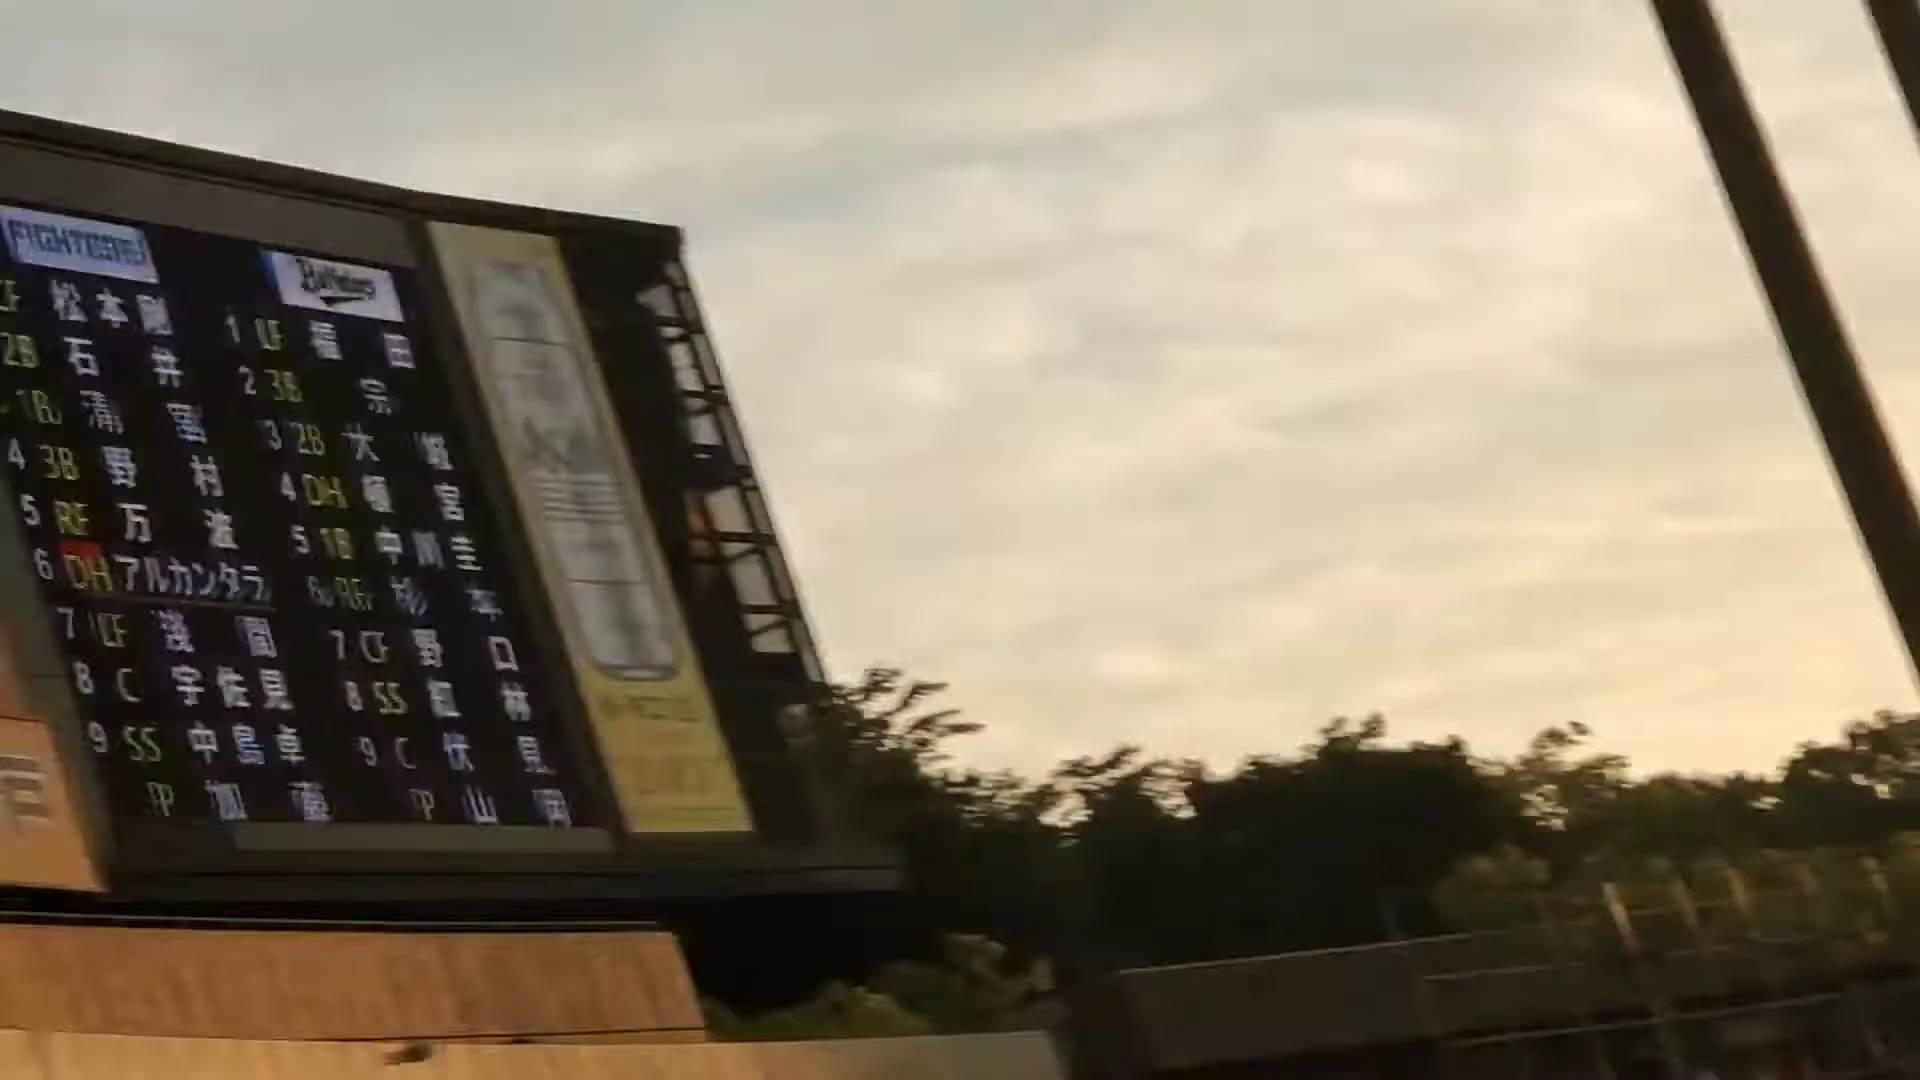 FIGHTERS!
CF 松本剛
2B 石井
1B 清宮
4 3B 野村
5 RF 万波
6 DH アルカンタラ
7 LF 淺間
8 C 宇佐見
9 SS 中島卓
P 加藤
Buffaloes
1 LF 福田
2 3B 宗
3 2B 大城
4 DH 頓宮
5 1B 中川圭
6 RF 杉本
7 CF 野口
8 SS 紅林
9 C 伏見
P 山岡